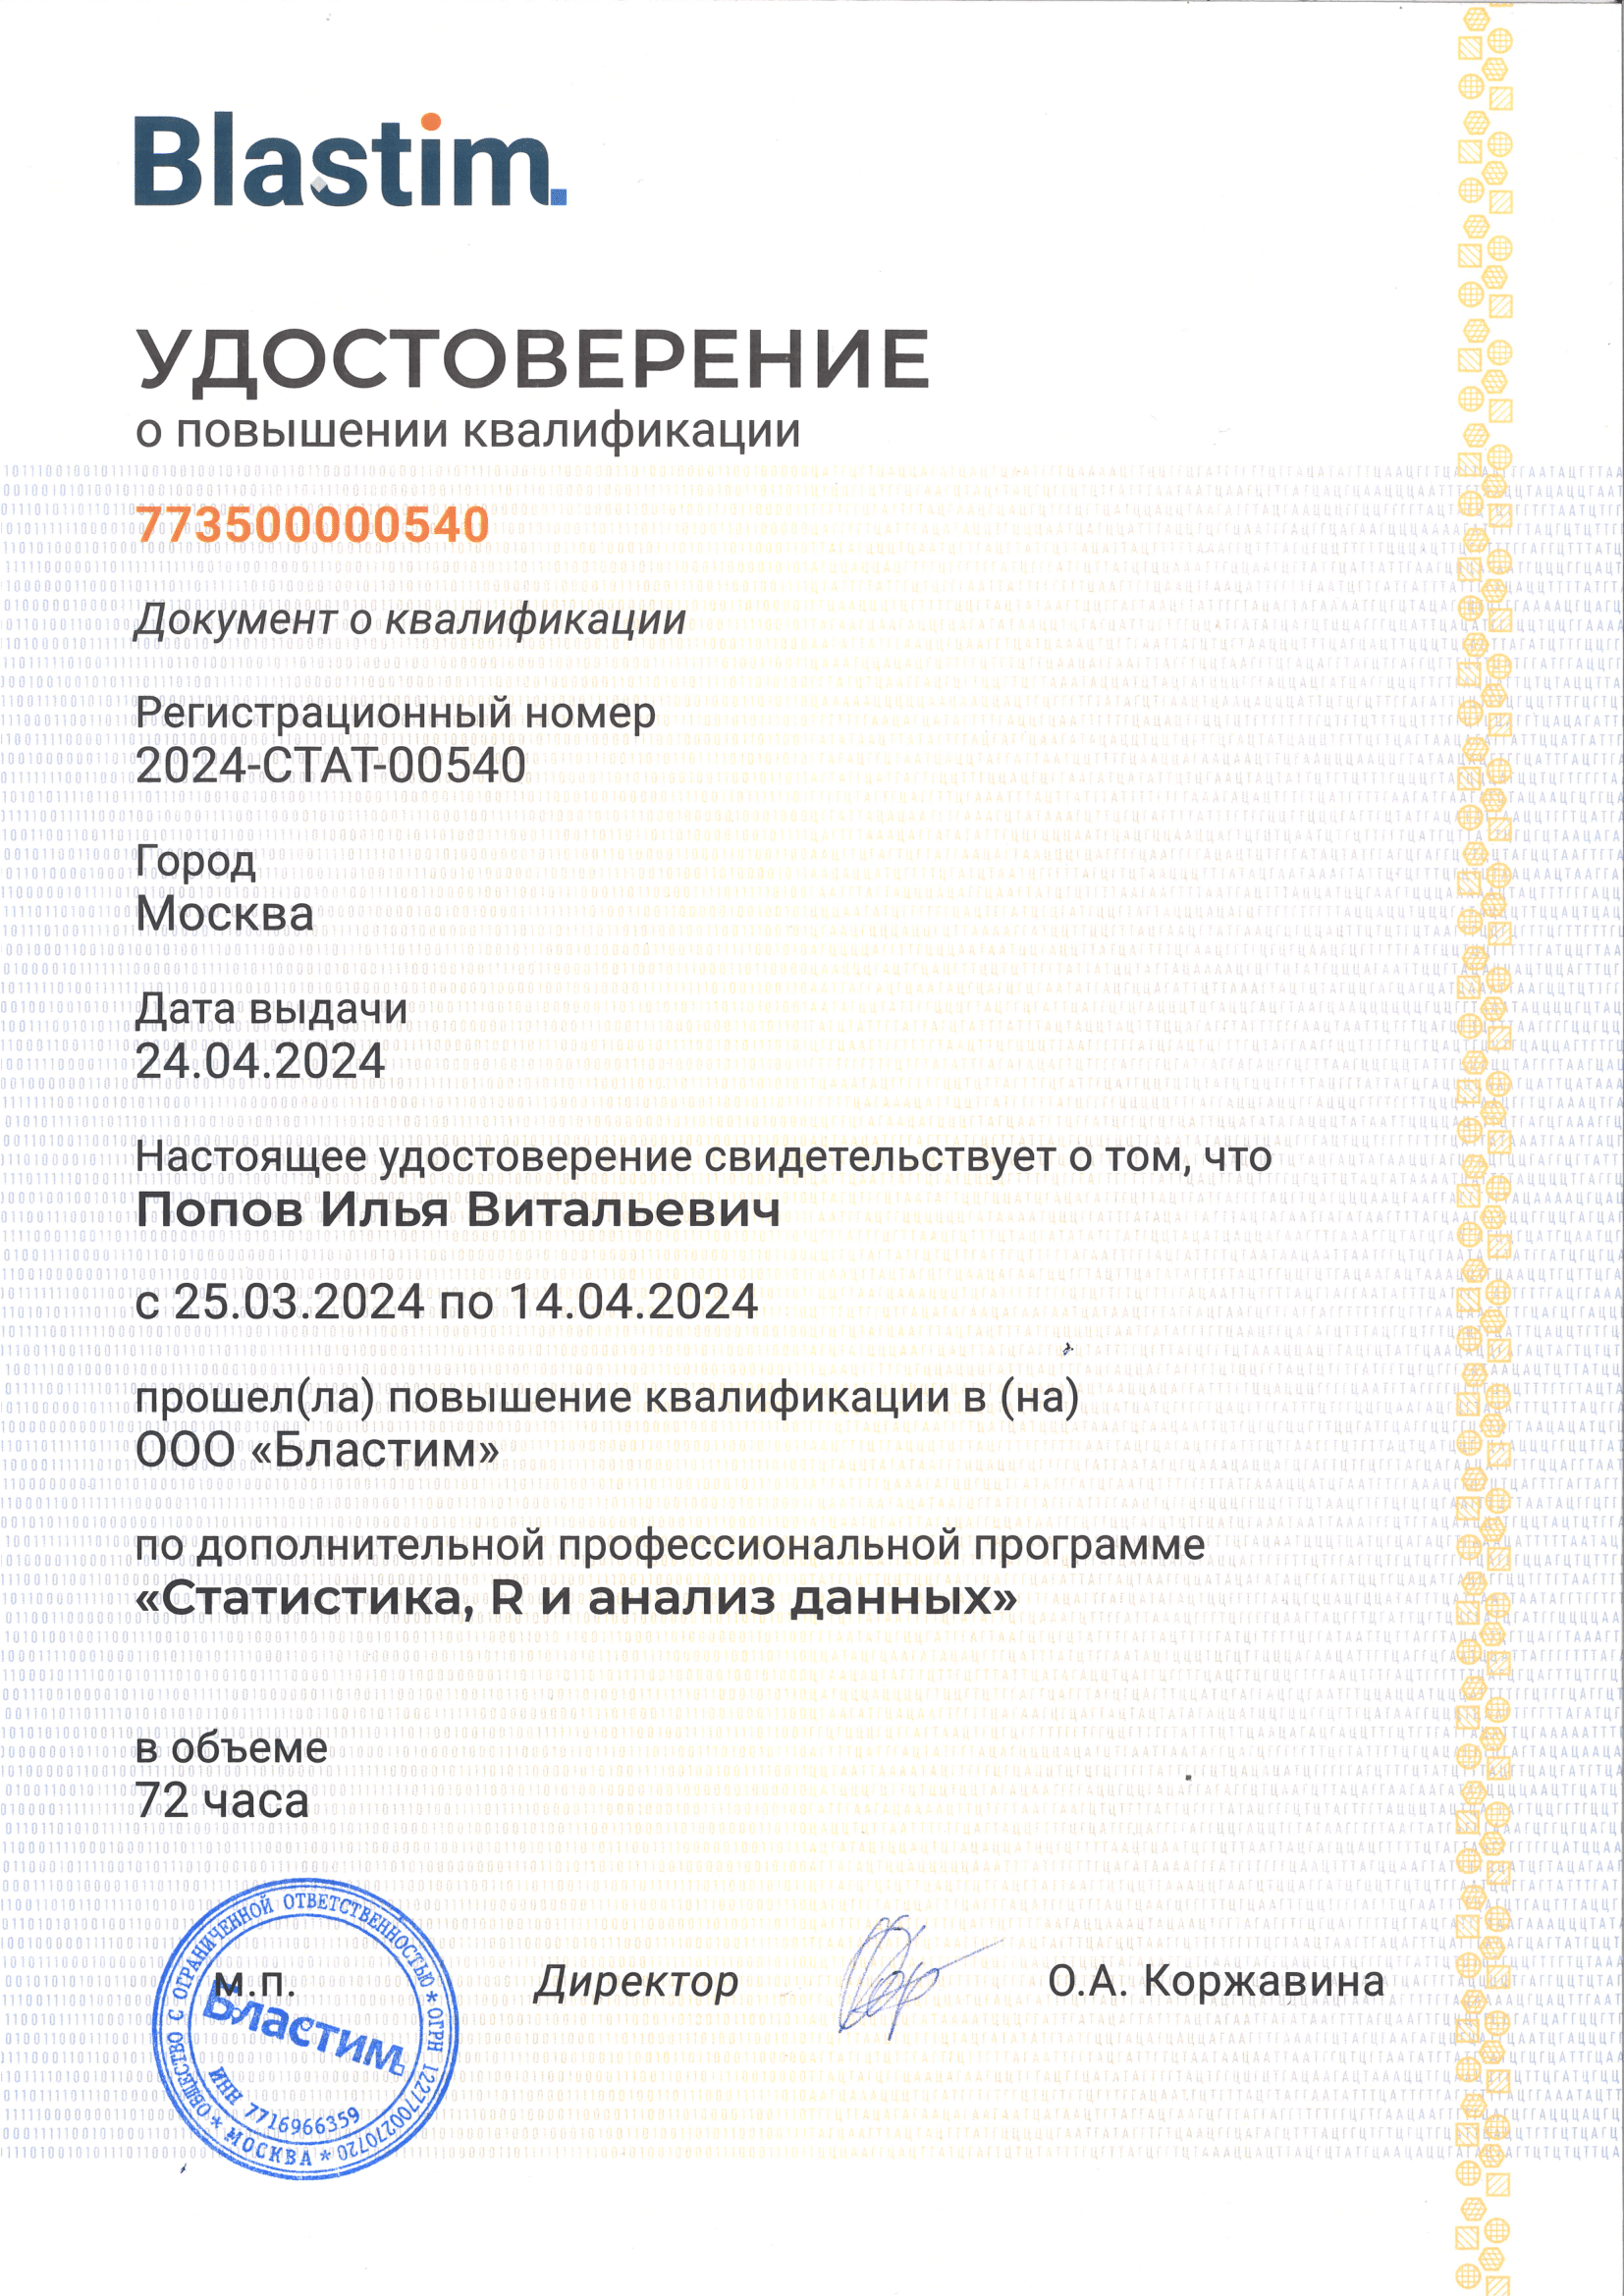 Blastim.
УДОСТОВЕРЕНИЕ
о повышении квалификации
773500000540
Документ о квалификации
Регистрационный номер
2024-СТАТ-00540
Город
Москва
Дата выдачи
24.04.2024
Настоящее удостоверение свидетельствует о том, что
Попов Илья Витальевич
с 25.03.2024 по 14.04.2024
прошел(ла) повышение квалификации в (на)
ООО «Бластим»
по дополнительной профессиональной программе
«Статистика, R и анализ данных»
в объеме
72 часа
м.п.
Директор
О.А. Коржавина
ОБЩЕСТВО С ОГРАНИЧЕННОЙ ОТВЕТСТВЕННОСТЬЮ * ОГРН 1227700270720 * МОСКВА *
Бластим
ИНН 7716966359